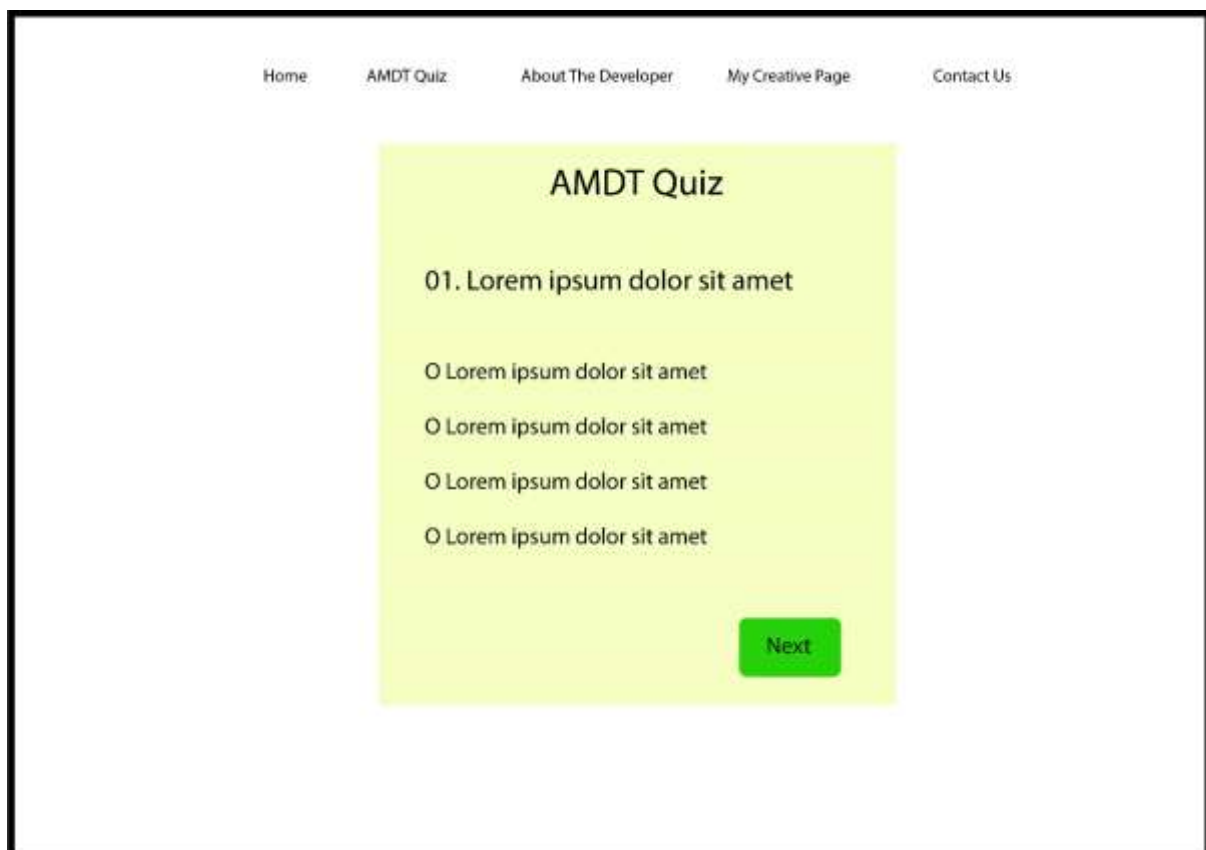 Home AMDT Quiz About The Developer My Creative Page Contact Us
AMDT Quiz
01. Lorem ipsum dolor sit amet
O Lorem ipsum dolor sit amet
O Lorem ipsum dolor sit amet
O Lorem ipsum dolor sit amet
O Lorem ipsum dolor sit amet
Next